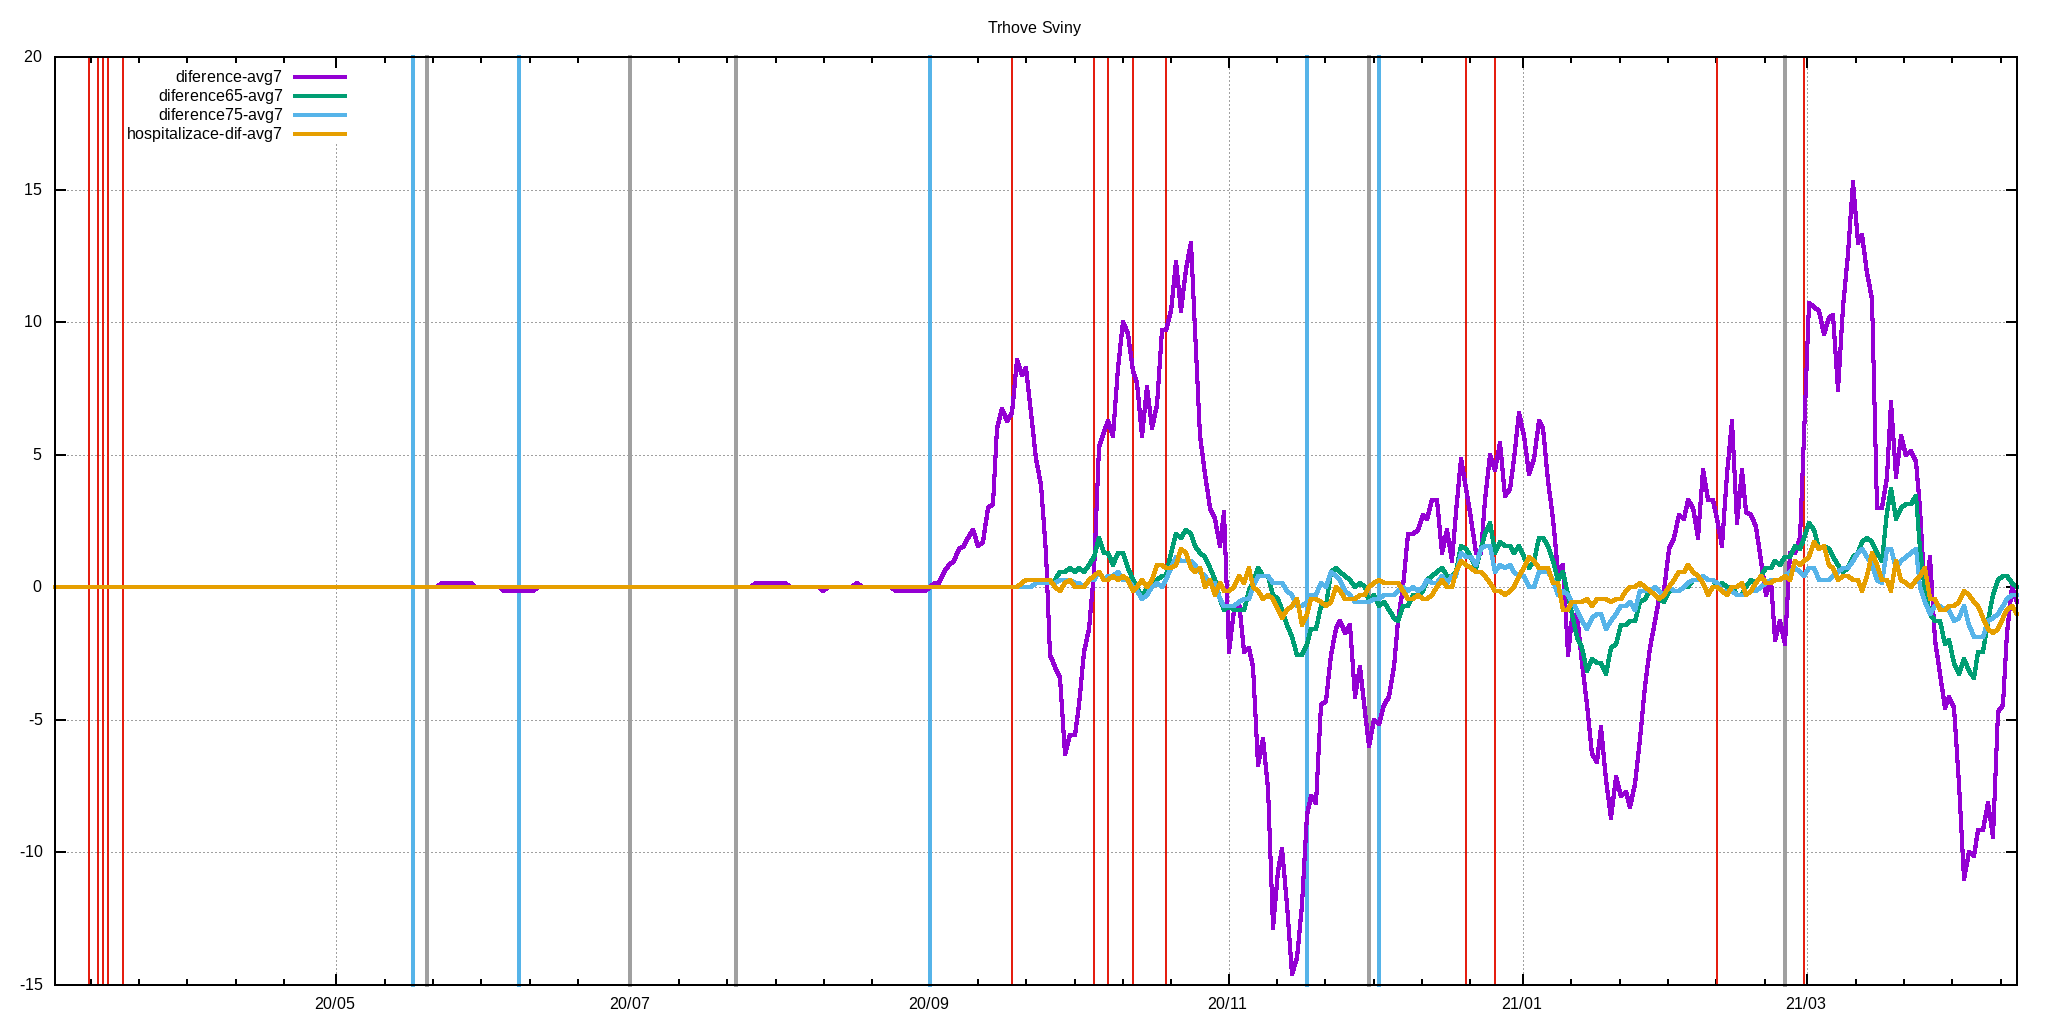 Trhove Sviny
20
diference-avg7
diference65-avg7
diference75-avg7
hospitalizace-dif-avg7
15
10
5
0
-5
-10
-15
20/05 20/07 20/09 20/11 21/01 21/03